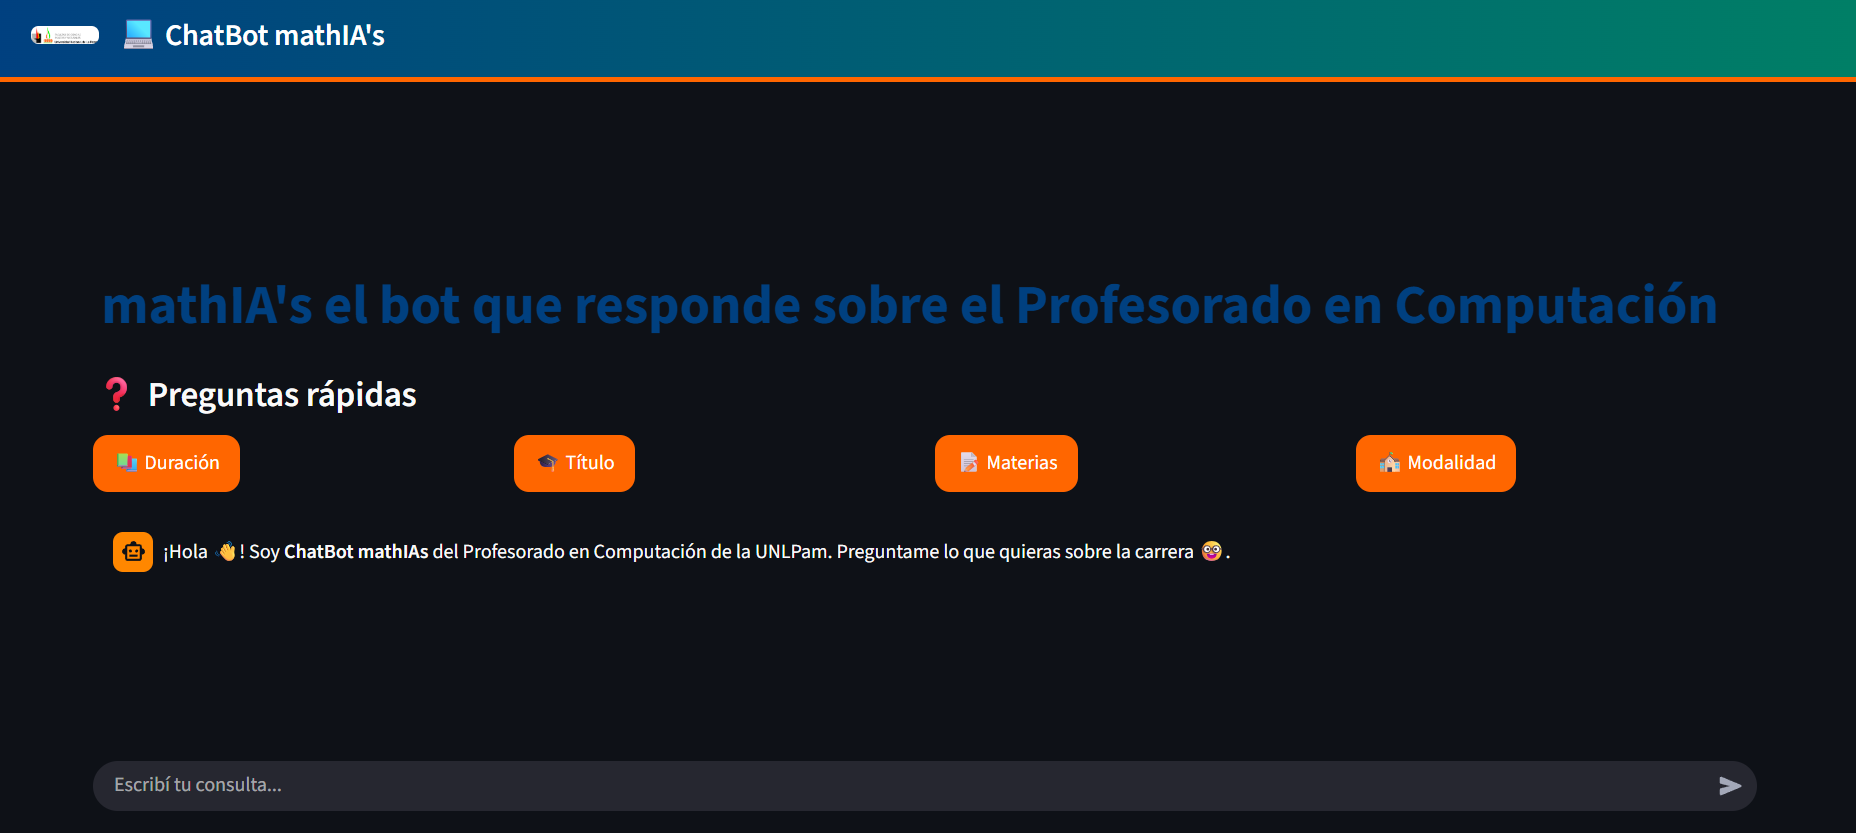 ChatBot mathIA's
mathIA's el bot que responde sobre el Profesorado en Computación
Preguntas rápidas
Duración
Título
Materias
Modalidad
¡Hola 👋! Soy ChatBot mathIAs del Profesorado en Computación de la UNLPam. Preguntame lo que quieras sobre la carrera 🤓.
Escribí tu consulta...